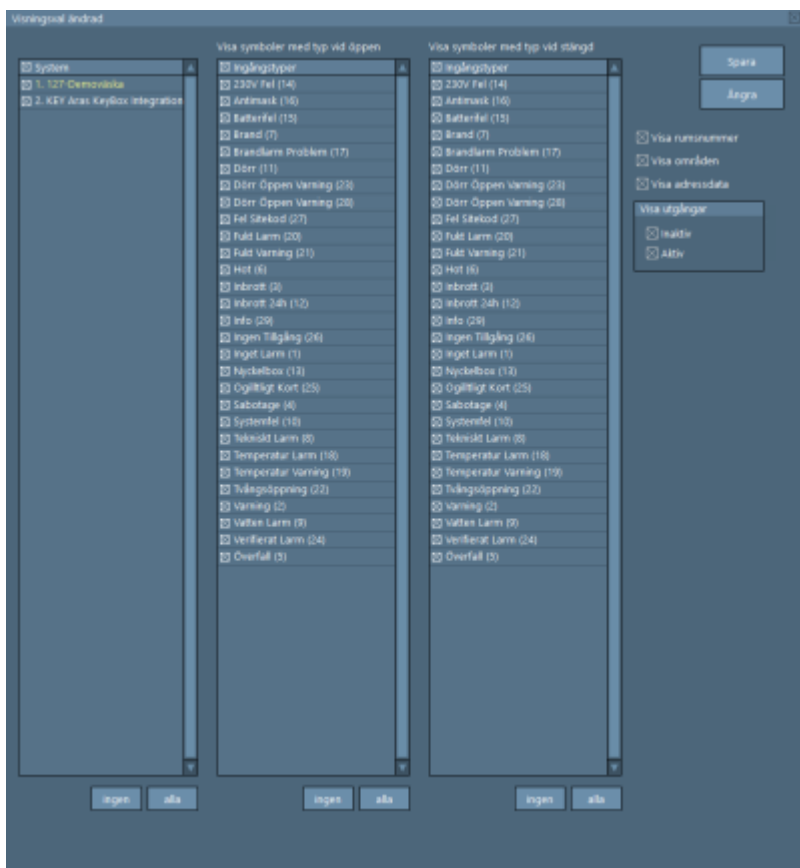 Visningsval ändrad
System
1. 127-Demoväska
2. KEY Acas KeyBox Integration
ingen
alla
Visa symboler med typ vid öppen
Ingångstyper
230V Fel (14)
Antimask (16)
Batterifel (15)
Brand (7)
Brandlarm Problem (17)
Dörr (11)
Dörr Öppen Varning (23)
Dörr Öppen Varning (28)
Fel Sitekod (27)
Fukt Larm (20)
Fukt Varning (21)
Hot (6)
Inbrott (3)
Inbrott 24h (12)
Info (29)
Ingen Tillgång (26)
Inget Larm (1)
Nyckelbox (13)
Ogilltligt Kort (25)
Sabotage (4)
Systemfel (10)
Tekniskt Larm (8)
Temperatur Larm (18)
Temperatur Varning (19)
Tvångsöppning (22)
Varning (2)
Vatten Larm (9)
Verifierat Larm (24)
Överfall (5)
ingen
alla
Visa symboler med typ vid stängd
Ingångstyper
230V Fel (14)
Antimask (16)
Batterifel (15)
Brand (7)
Brandlarm Problem (17)
Dörr (11)
Dörr Öppen Varning (23)
Dörr Öppen Varning (28)
Fel Sitekod (27)
Fukt Larm (20)
Fukt Varning (21)
Hot (6)
Inbrott (3)
Inbrott 24h (12)
Info (29)
Ingen Tillgång (26)
Inget Larm (1)
Nyckelbox (13)
Ogilltligt Kort (25)
Sabotage (4)
Systemfel (10)
Tekniskt Larm (8)
Temperatur Larm (18)
Temperatur Varning (19)
Tvångsöppning (22)
Varning (2)
Vatten Larm (9)
Verifierat Larm (24)
Överfall (5)
ingen
alla
Spara
Ångra
Visa rumsnummer
Visa områden
Visa adressdata
Visa utgångar
Inaktiv
Aktiv